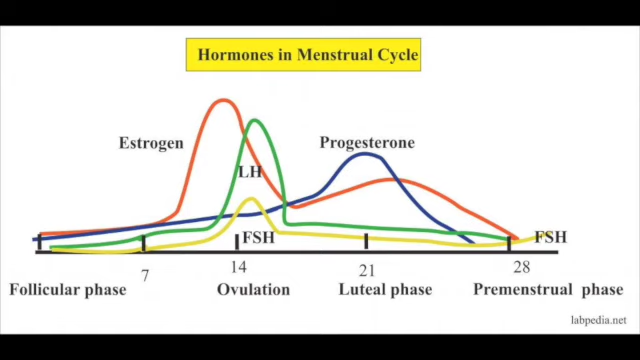 Hormones in Menstrual Cycle
Estrogen
Progesterone
LH
FSH
FSH
7
14
21
28
Follicular phase
Ovulation
Luteal phase
Premenstrual phase
labpedia.net